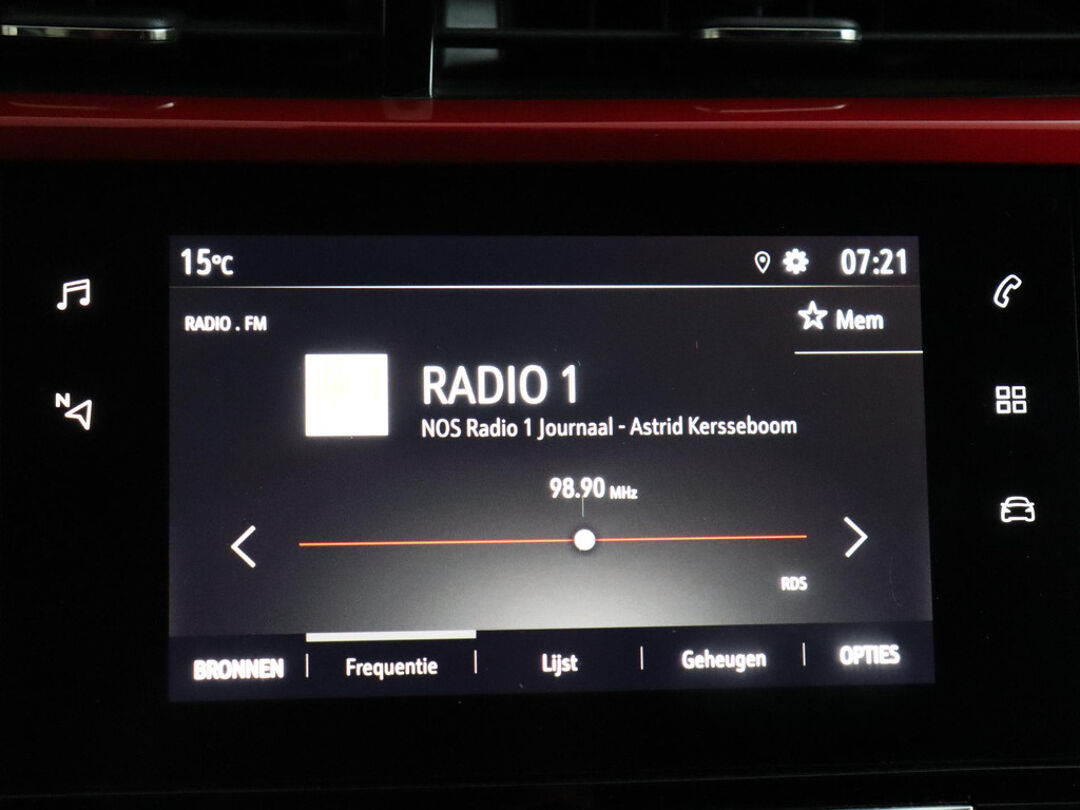 15°C 07:21
RADIO . FM
Mem
RADIO 1
NOS Radio 1 Journaal - Astrid Kersseboom
98.90 MHz
N
RDS
BRONNEN | Frequentie | Lijst | Geheugen | OPTIES